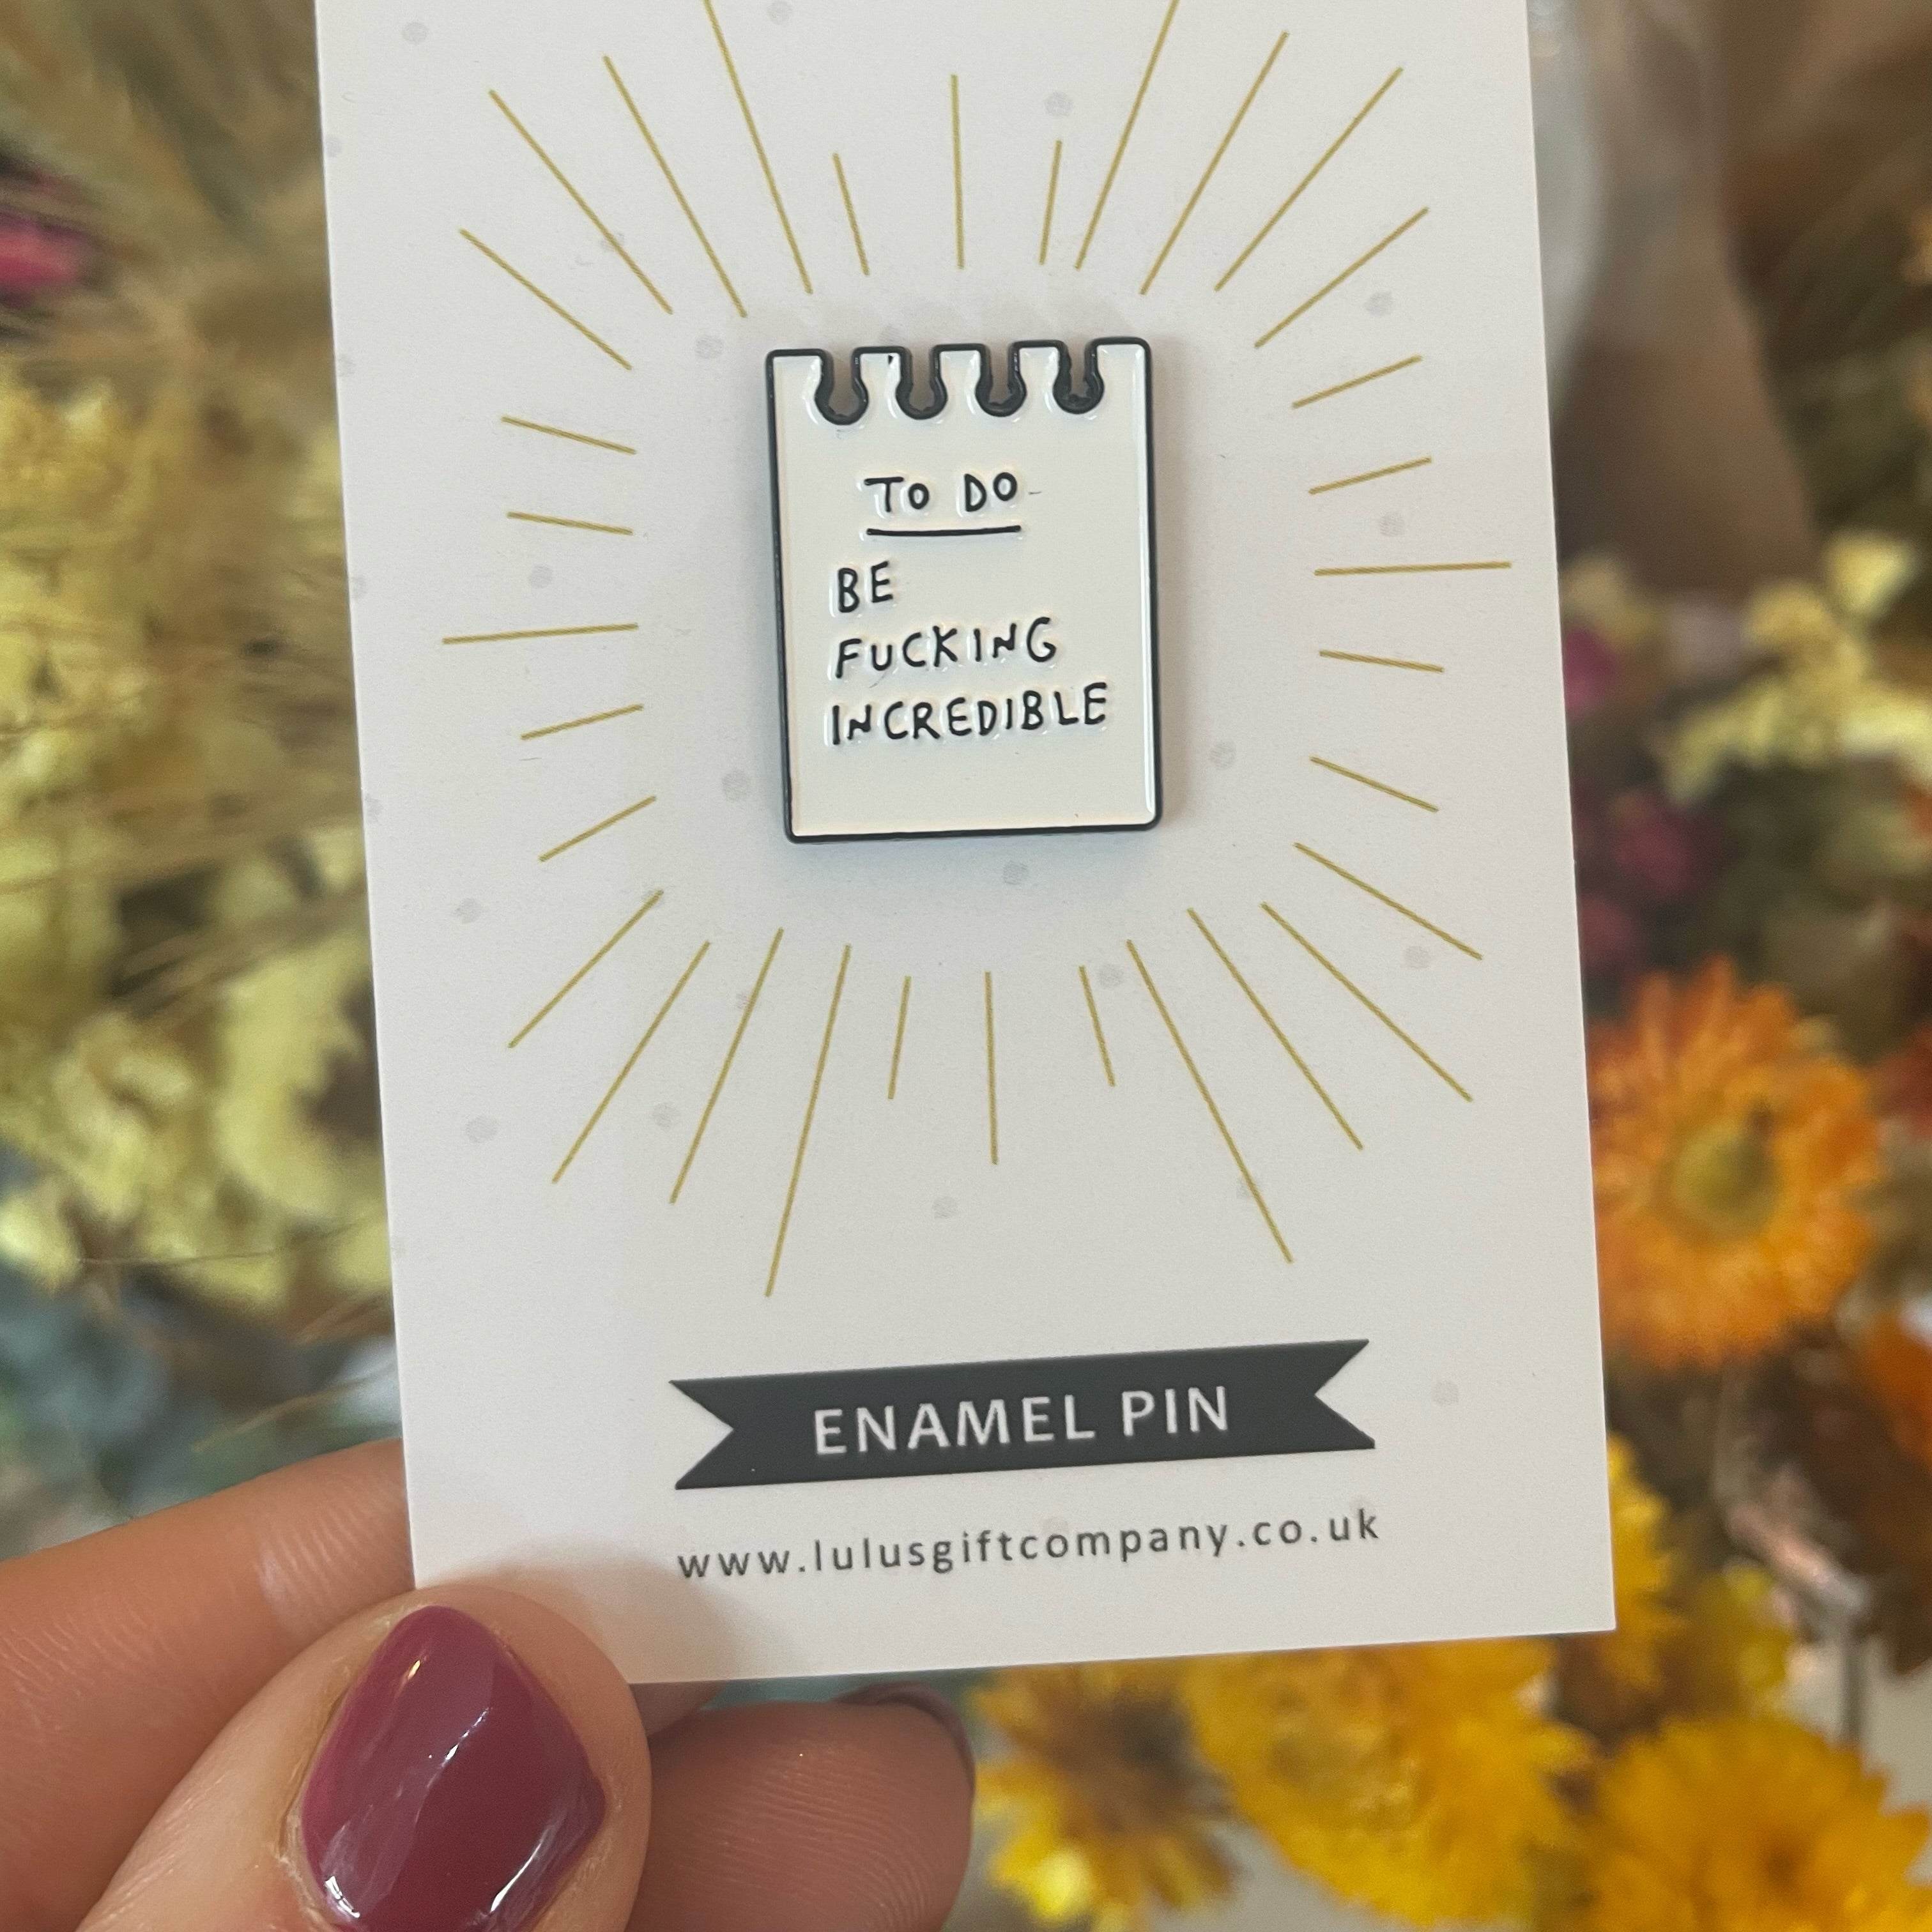 TO DO
BE
FUCKING
INCREDIBLE
ENAMEL PIN
www.lulusgiftcompany.co.uk